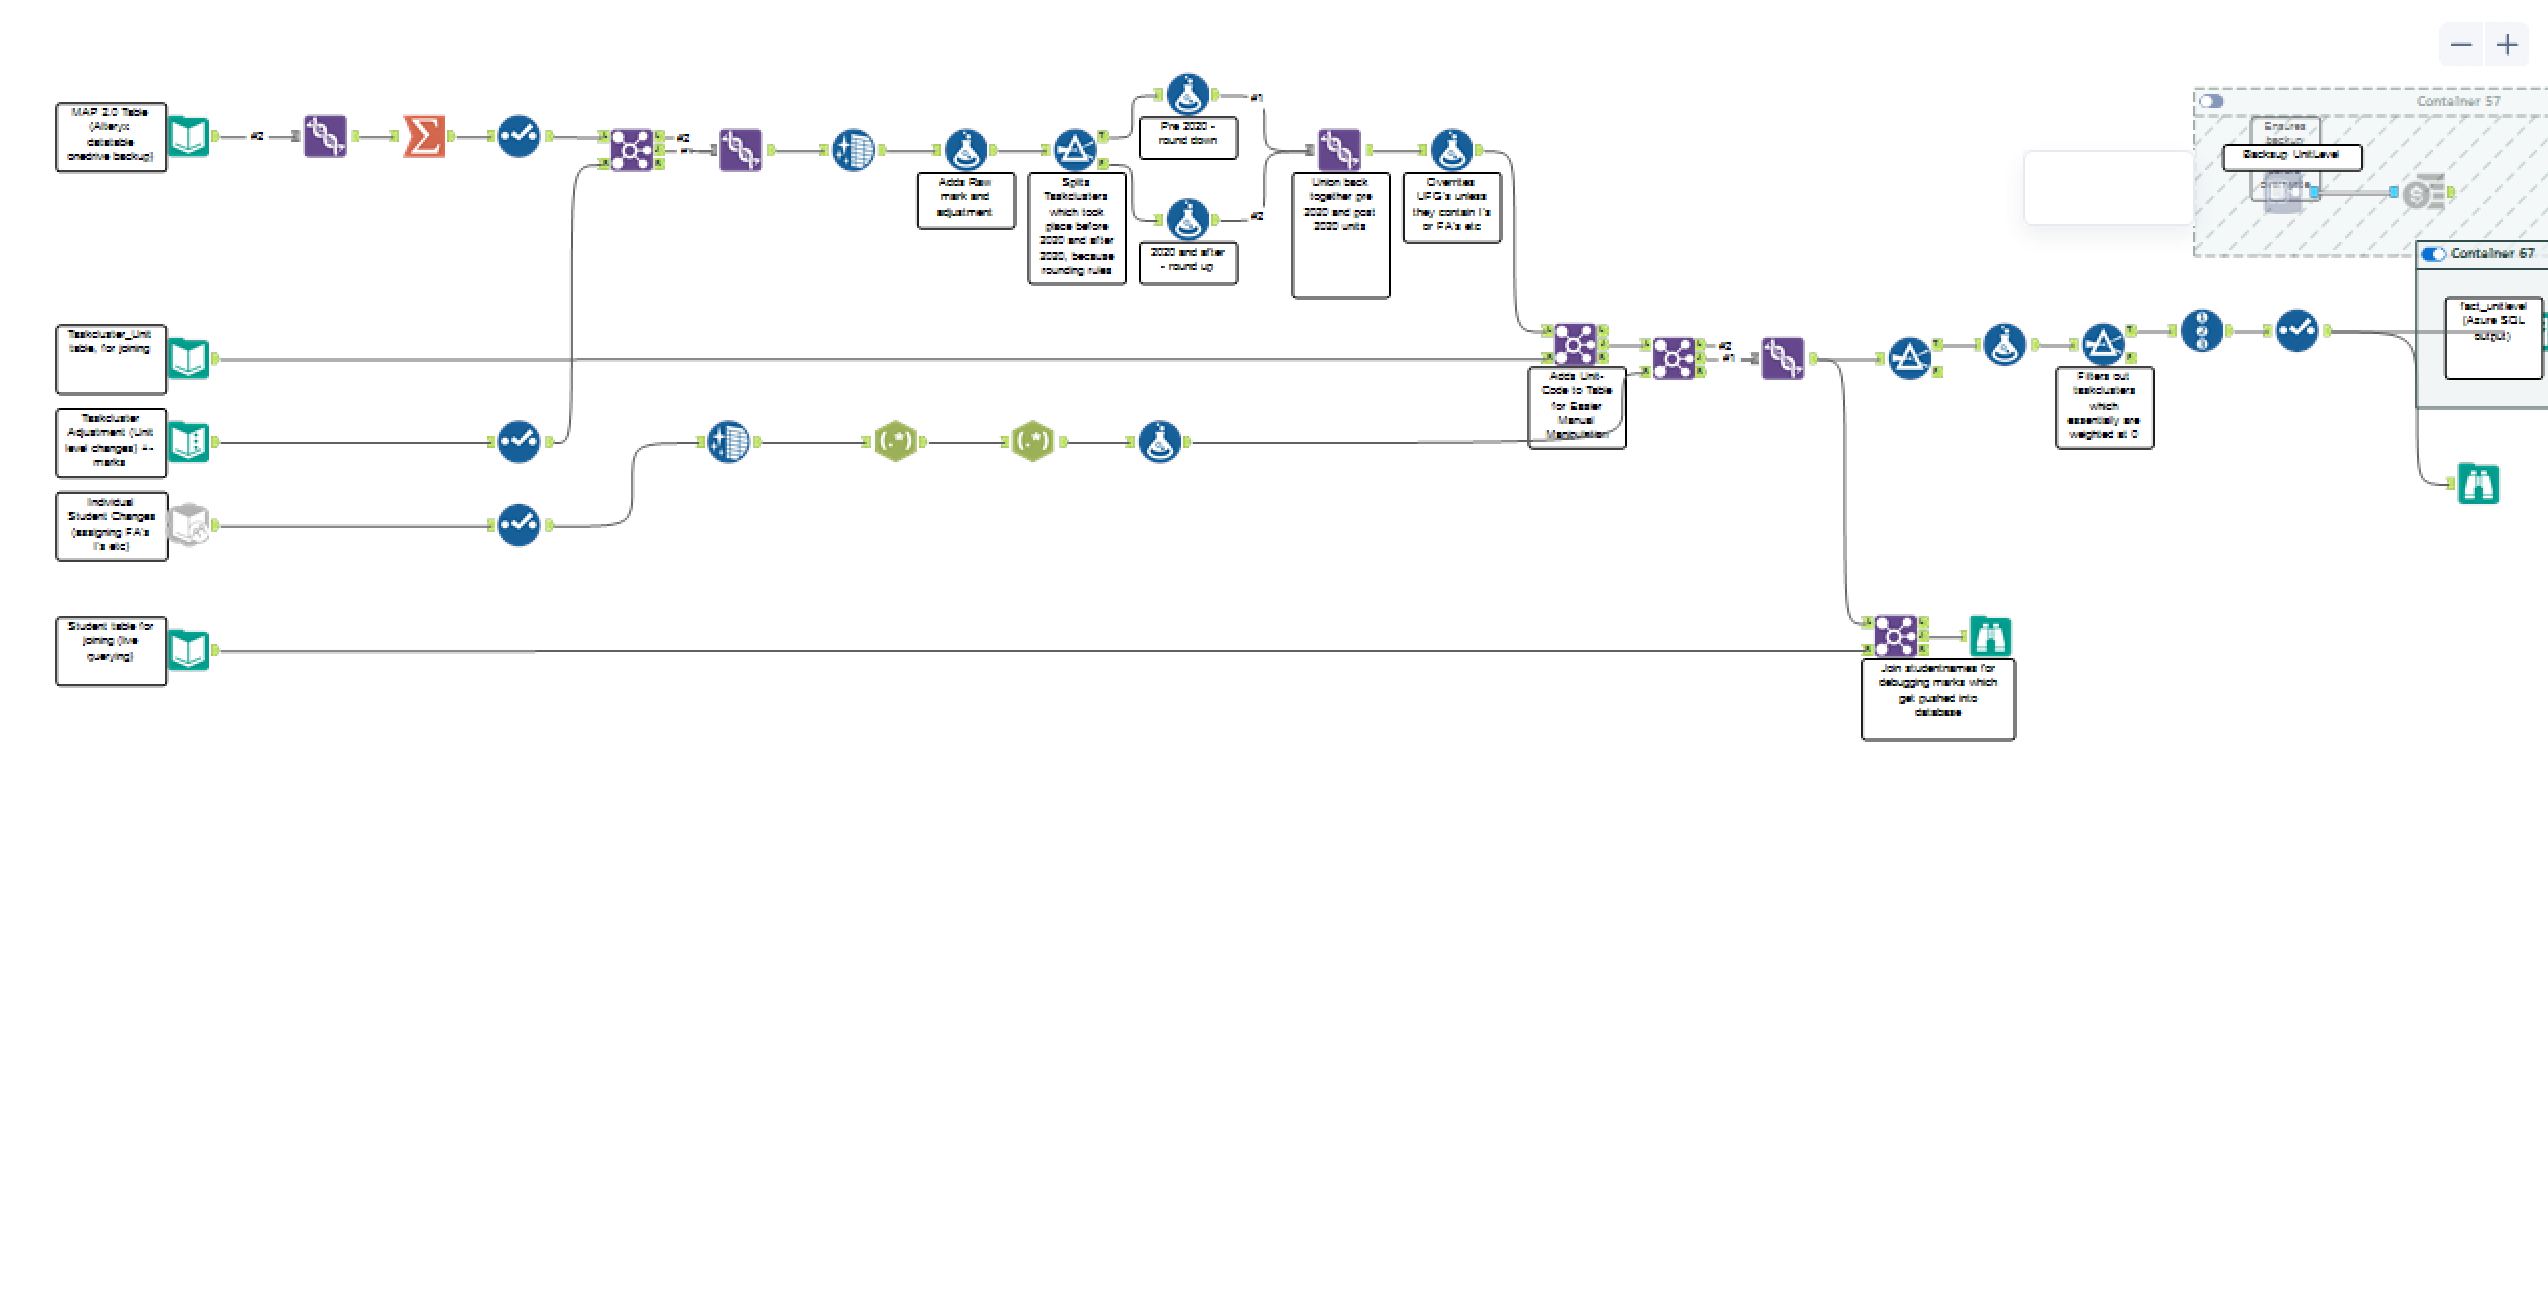 Container 57
MAP 2.0 Table
(Alteryx
datatable
onedrive backup)
#2
#2
#1
Adds Raw
mark and
adjustment
Splits
Taskclusters
which took
place before
2020 and after
2020, because
rounding rules
Pre 2020 -
round down
#1
2020 and after
- round up
#2
Union back
together pre
2020 and post
2020 units
Overrites
UFG's unless
they contain I's
or FA's etc
Ensures
backup
Backup UnitLevel
Container 67
fact_unitlevel
(Azure SQL
output)
Taskcluster_Unit
table, for joining
Adds Unit-
Code to Table
for Easier
Manual
Manipulation
#2
#1
Filters out
taskclusters
which
essentially are
weighted at 0
Taskcluster
Adjustment (Unit
level changes) +-
marks
Individual
Student Changes
(assigning FA's
I's etc)
Student table for
joining (live
querying)
Join studentnames for
debugging marks which
get pushed into
database